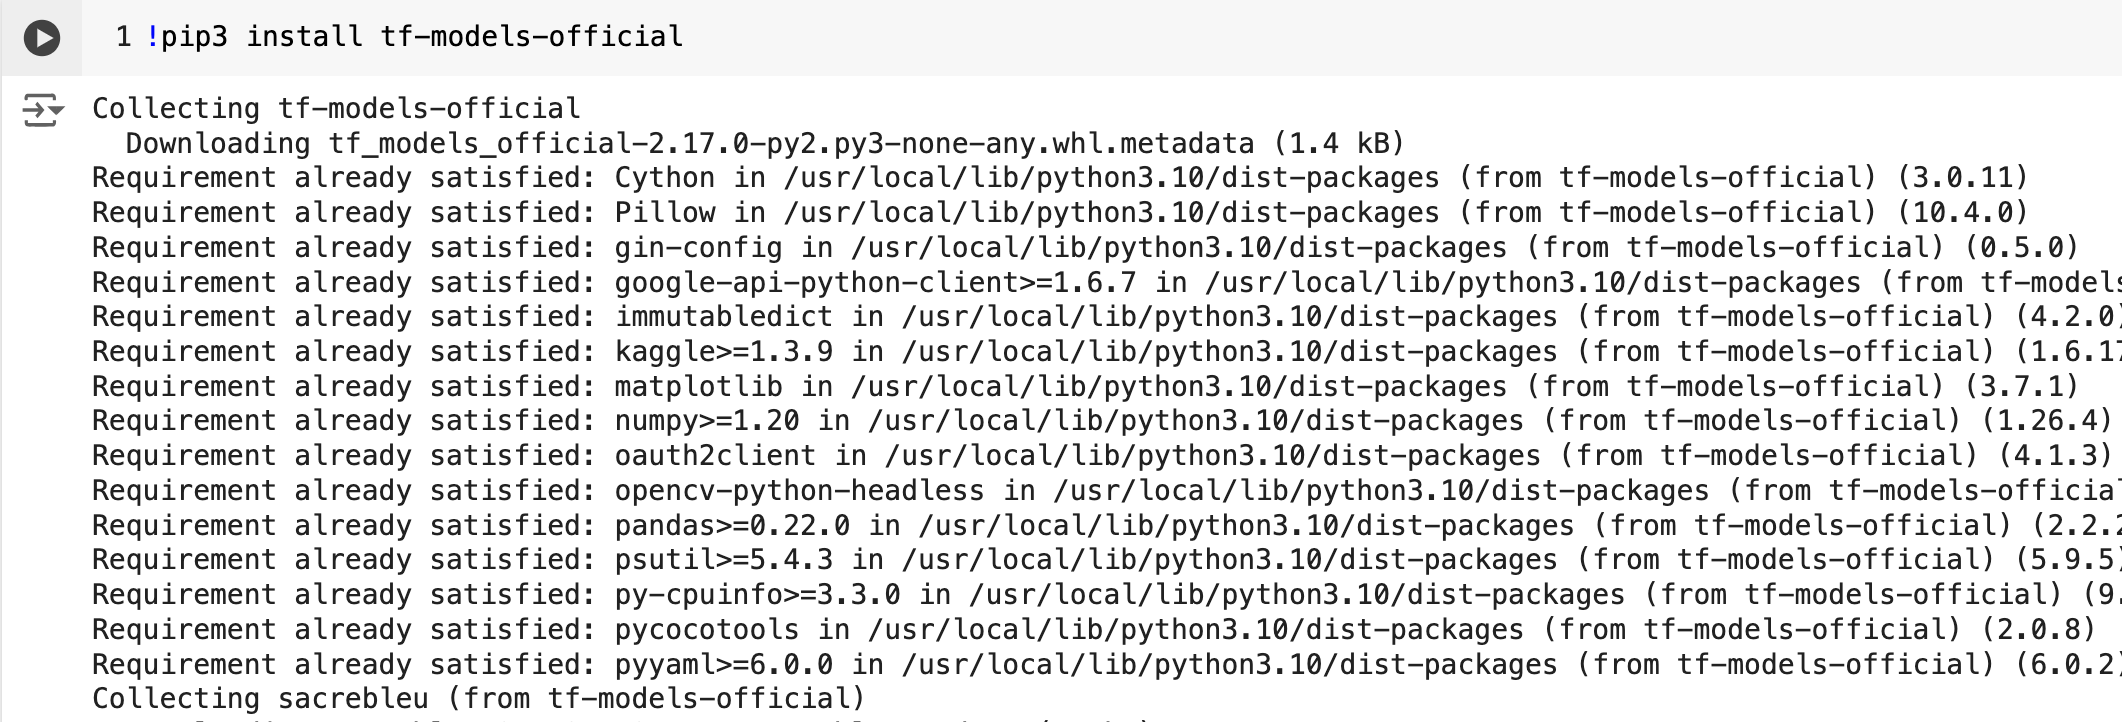 1 !pip3 install tf-models-official
Collecting tf-models-official
  Downloading tf_models_official-2.17.0-py2.py3-none-any.whl.metadata (1.4 kB)
Requirement already satisfied: Cython in /usr/local/lib/python3.10/dist-packages (from tf-models-official) (3.0.11)
Requirement already satisfied: Pillow in /usr/local/lib/python3.10/dist-packages (from tf-models-official) (10.4.0)
Requirement already satisfied: gin-config in /usr/local/lib/python3.10/dist-packages (from tf-models-official) (0.5.0)
Requirement already satisfied: google-api-python-client>=1.6.7 in /usr/local/lib/python3.10/dist-packages (from tf-models
Requirement already satisfied: immutabledict in /usr/local/lib/python3.10/dist-packages (from tf-models-official) (4.2.0)
Requirement already satisfied: kaggle>=1.3.9 in /usr/local/lib/python3.10/dist-packages (from tf-models-official) (1.6.17
Requirement already satisfied: matplotlib in /usr/local/lib/python3.10/dist-packages (from tf-models-official) (3.7.1)
Requirement already satisfied: numpy>=1.20 in /usr/local/lib/python3.10/dist-packages (from tf-models-official) (1.26.4)
Requirement already satisfied: oauth2client in /usr/local/lib/python3.10/dist-packages (from tf-models-official) (4.1.3)
Requirement already satisfied: opencv-python-headless in /usr/local/lib/python3.10/dist-packages (from tf-models-official
Requirement already satisfied: pandas>=0.22.0 in /usr/local/lib/python3.10/dist-packages (from tf-models-official) (2.2.2
Requirement already satisfied: psutil>=5.4.3 in /usr/local/lib/python3.10/dist-packages (from tf-models-official) (5.9.5)
Requirement already satisfied: py-cpuinfo>=3.3.0 in /usr/local/lib/python3.10/dist-packages (from tf-models-official) (9.
Requirement already satisfied: pycocotools in /usr/local/lib/python3.10/dist-packages (from tf-models-official) (2.0.8)
Requirement already satisfied: pyyaml>=6.0.0 in /usr/local/lib/python3.10/dist-packages (from tf-models-official) (6.0.2)
Collecting sacrebleu (from tf-models-official)